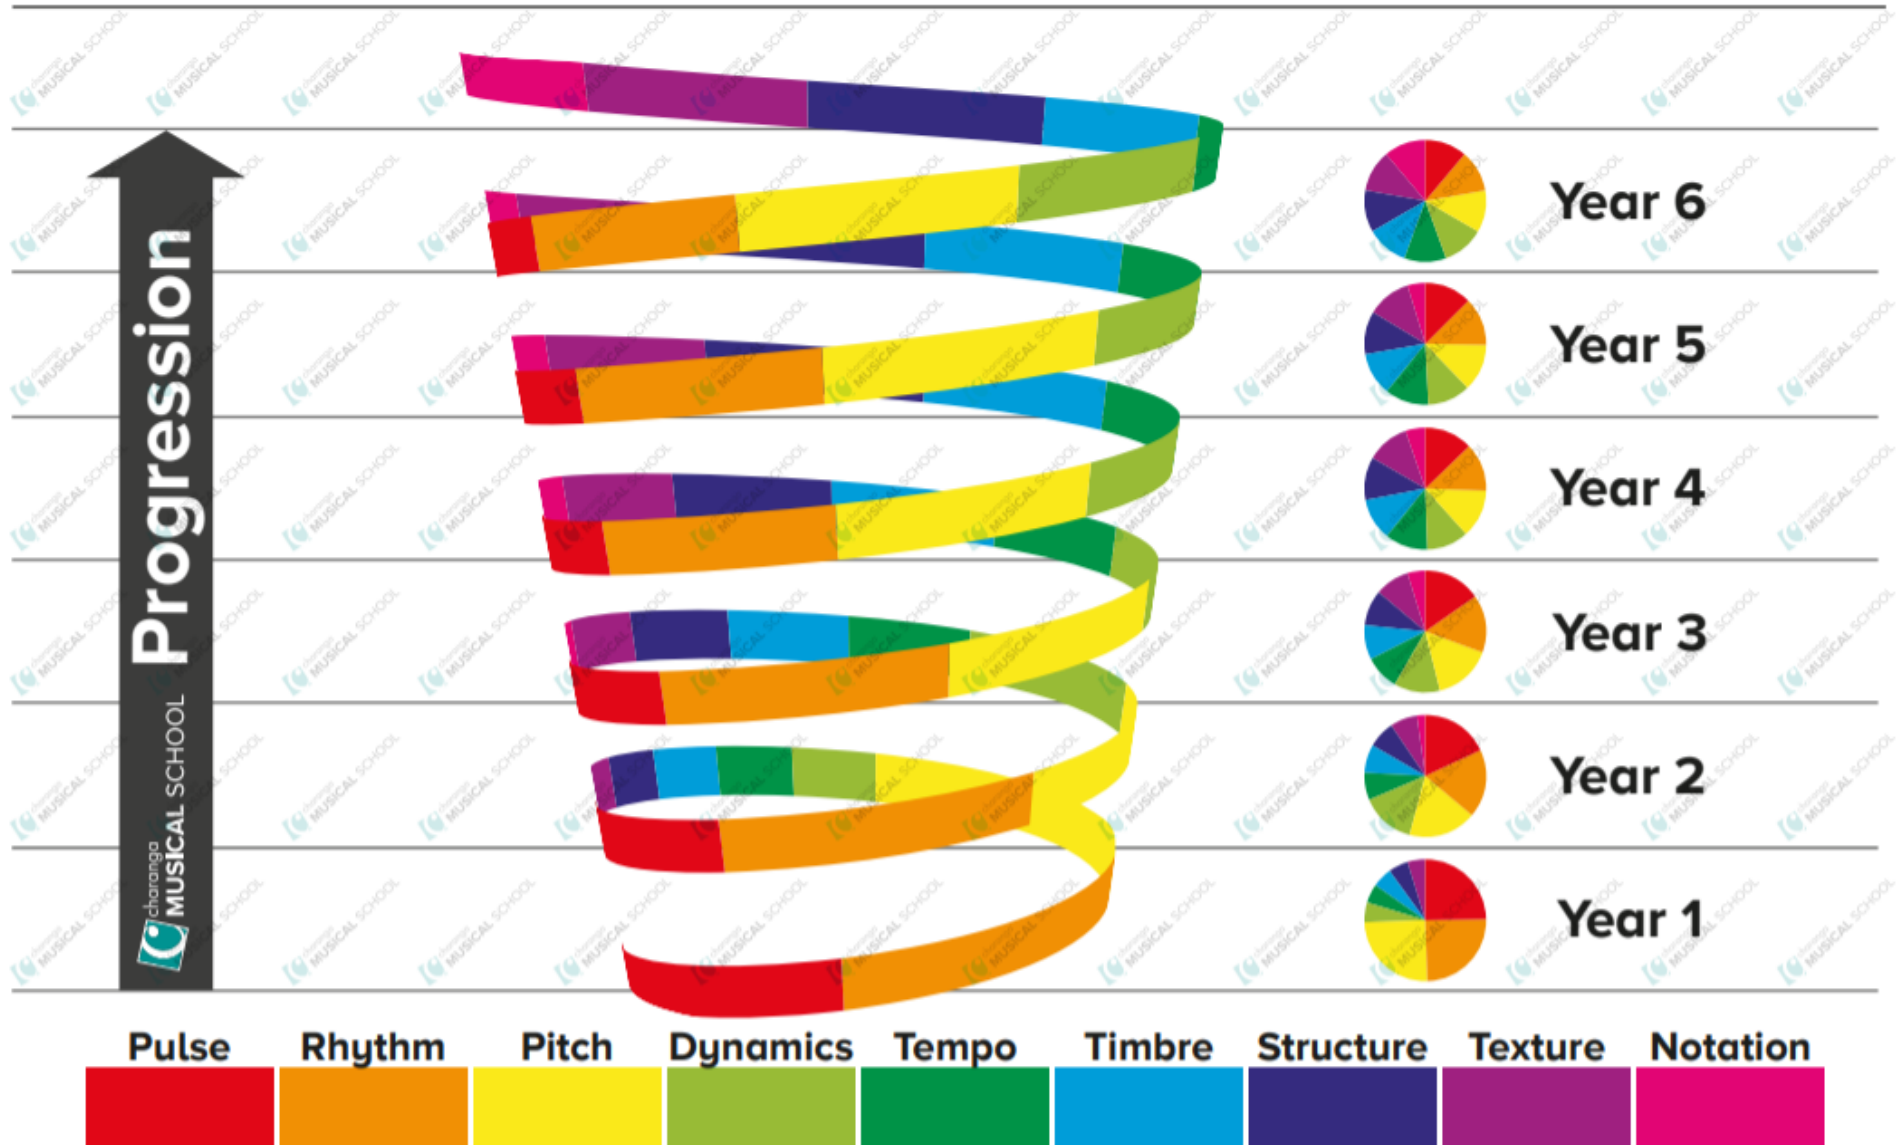 Progression
charanga
MUSICAL SCHOOL
Year 6
Year 5
Year 4
Year 3
Year 2
Year 1
Pulse Rhythm Pitch Dynamics Tempo Timbre Structure Texture Notation